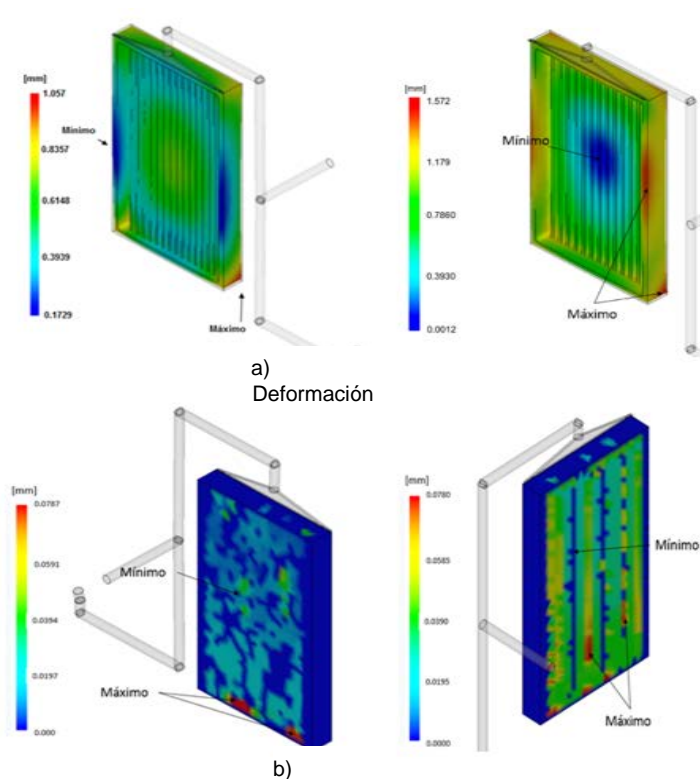 [mm]
1.057
0.8357
0.6148
0.3939
0.1729
Mínimo
Máximo
[mm]
1.572
1.179
0.7860
0.3930
0.0012
Mínimo
Máximo
a)
Deformación
[mm]
0.0787
0.0591
0.0394
0.0197
0.000
Mínimo
Máximo
[mm]
0.0780
0.0585
0.0390
0.0195
0.0000
Mínimo
Máximo
b)